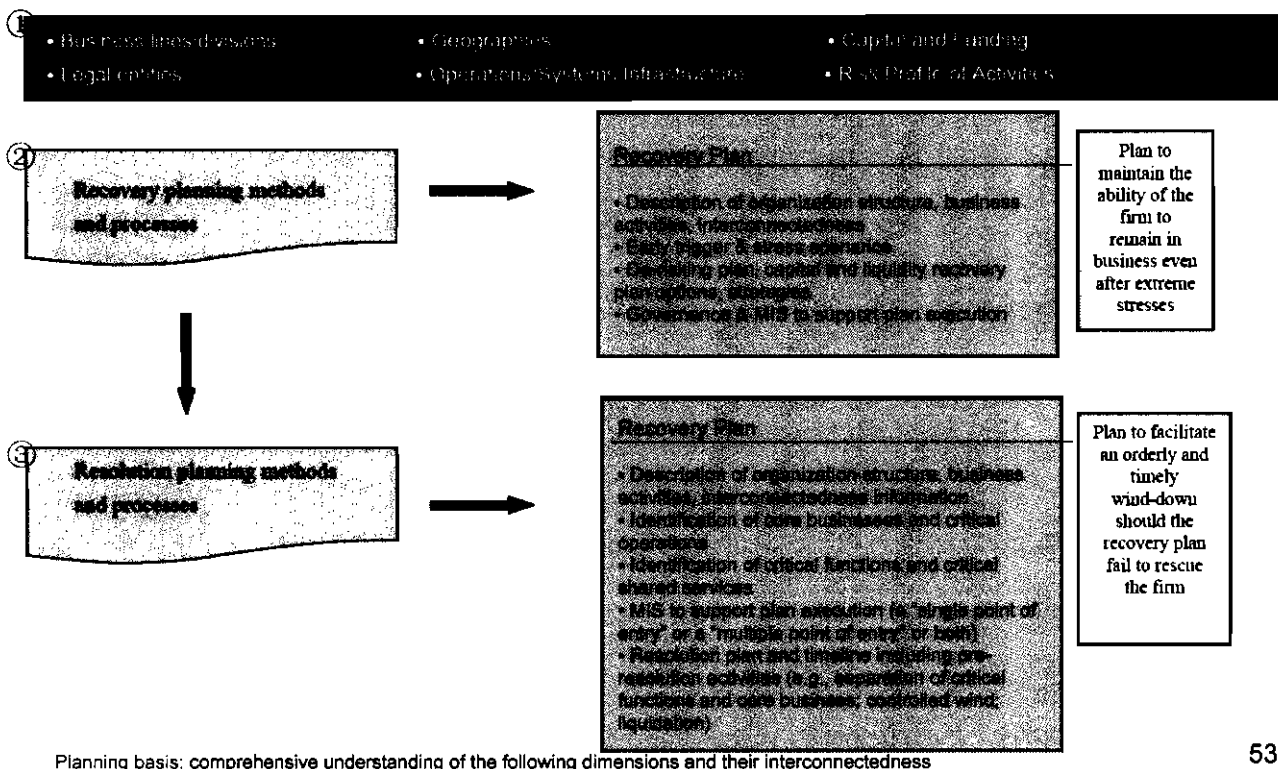 ①
• Business lines/divisions • Geographies • Capital and Funding
• Legal entities • Operations/Systems Infrastructure • Risk Profile of Activities
②
Recovery planning methods
and processes
Recovery Plan
• Description of organization structure, business
activities, interconnectedness
• Early trigger & stress scenarios
plan, capital and liquidity recovery
plan options, strategies
• Governance & MIS to support plan execution
Plan to
maintain the
ability of the
firm to
remain in
business even
after extreme
stresses
③
Resolution planning methods
and processes
Recovery Plan
• Description of organization structure, business
activities, interconnectedness information
• Identification of core businesses and critical
operations
• Identification of critical functions and critical
shared services
• MIS to support plan execution (a "single point of
entry" or a "multiple point of entry" or both)
• Resolution plan and timeline including pre-
resolution activities (e.g., separation of critical
functions and core business, controlled wind,
liquidation)
Plan to facilitate
an orderly and
timely
wind-down
should the
recovery plan
fail to rescue
the firm
Planning basis: comprehensive understanding of the following dimensions and their interconnectedness
53